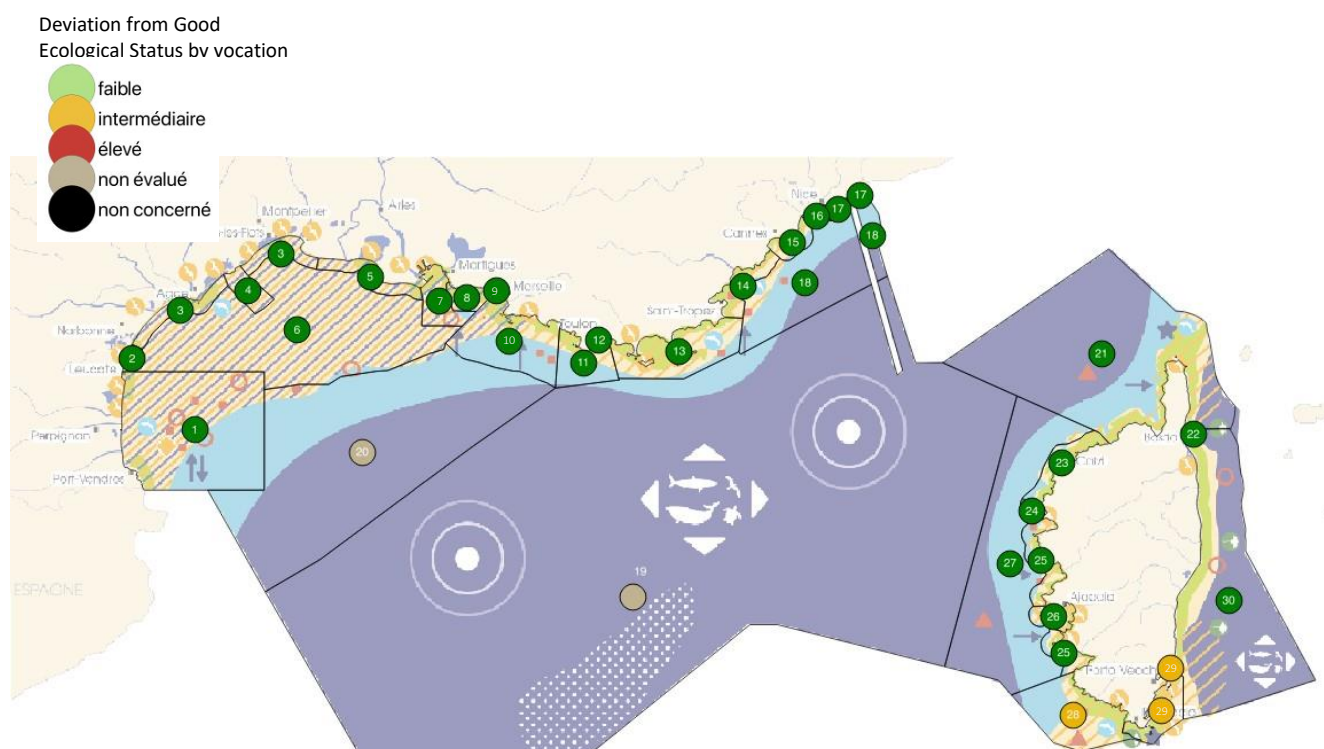 Deviation from Good
Ecological Status by vocation
faible
intermédiaire
élevé
non évalué
non concerné
Nice
17
Arles
16
17
Montpellier
Cannes
15
18
3
5
Martigues
14
18
4
7
8
9
Marseille
3
Saint-Tropez
6
Toulon
12
10
11
13
21
Narbonne
2
Leucate
1
Perpignan
22
Bastia
20
23
Calvi
Port-Vendres
24
25
27
19
ESPAGNE
Ajaccio
30
26
25
29
28
29